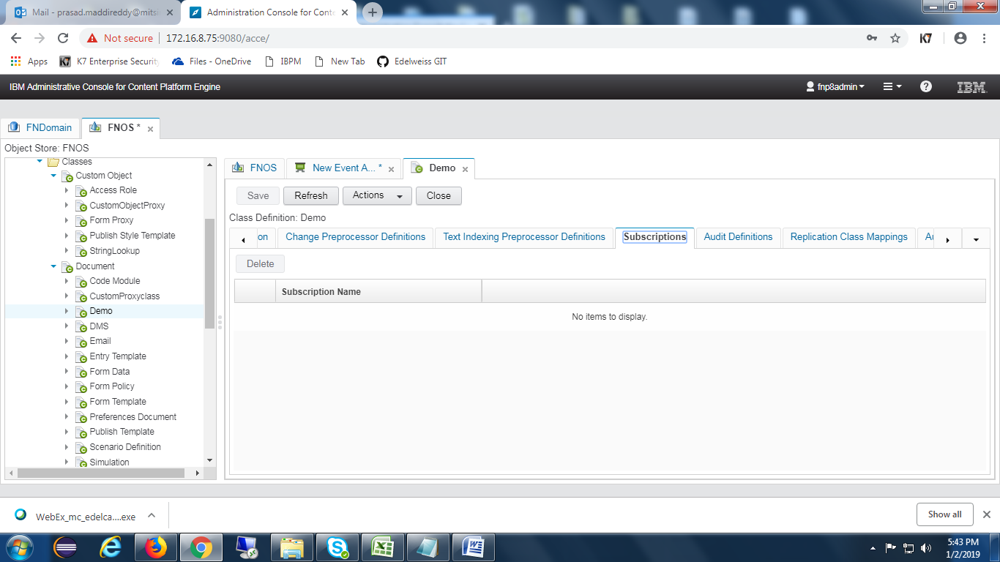 Mail - prasad.maddireddy@mitsi
Administration Console for Conte
Not secure
172.16.8.75:9080/acce/
K7
Apps
K7 Enterprise Security
Files - OneDrive
IBPM
New Tab
Edelweiss GIT
IBM Administrative Console for Content Platform Engine
fnp8admin
IBM
FNDomain
FNOS *
Object Store: FNOS
Classes
Custom Object
Access Role
CustomObjectProxy
Form Proxy
Publish Style Template
StringLookup
Document
Code Module
CustomProxyclass
Demo
DMS
Email
Entry Template
Form Data
Form Policy
Form Template
Preferences Document
Publish Template
Scenario Definition
Simulation
FNOS
New Event A... *
Demo
Save
Refresh
Actions
Close
Class Definition: Demo
on
Change Preprocessor Definitions
Text Indexing Preprocessor Definitions
Subscriptions
Audit Definitions
Replication Class Mappings
Delete
Subscription Name
No items to display.
WebEx_mc_edelca....exe
Show all
5:43 PM
1/2/2019